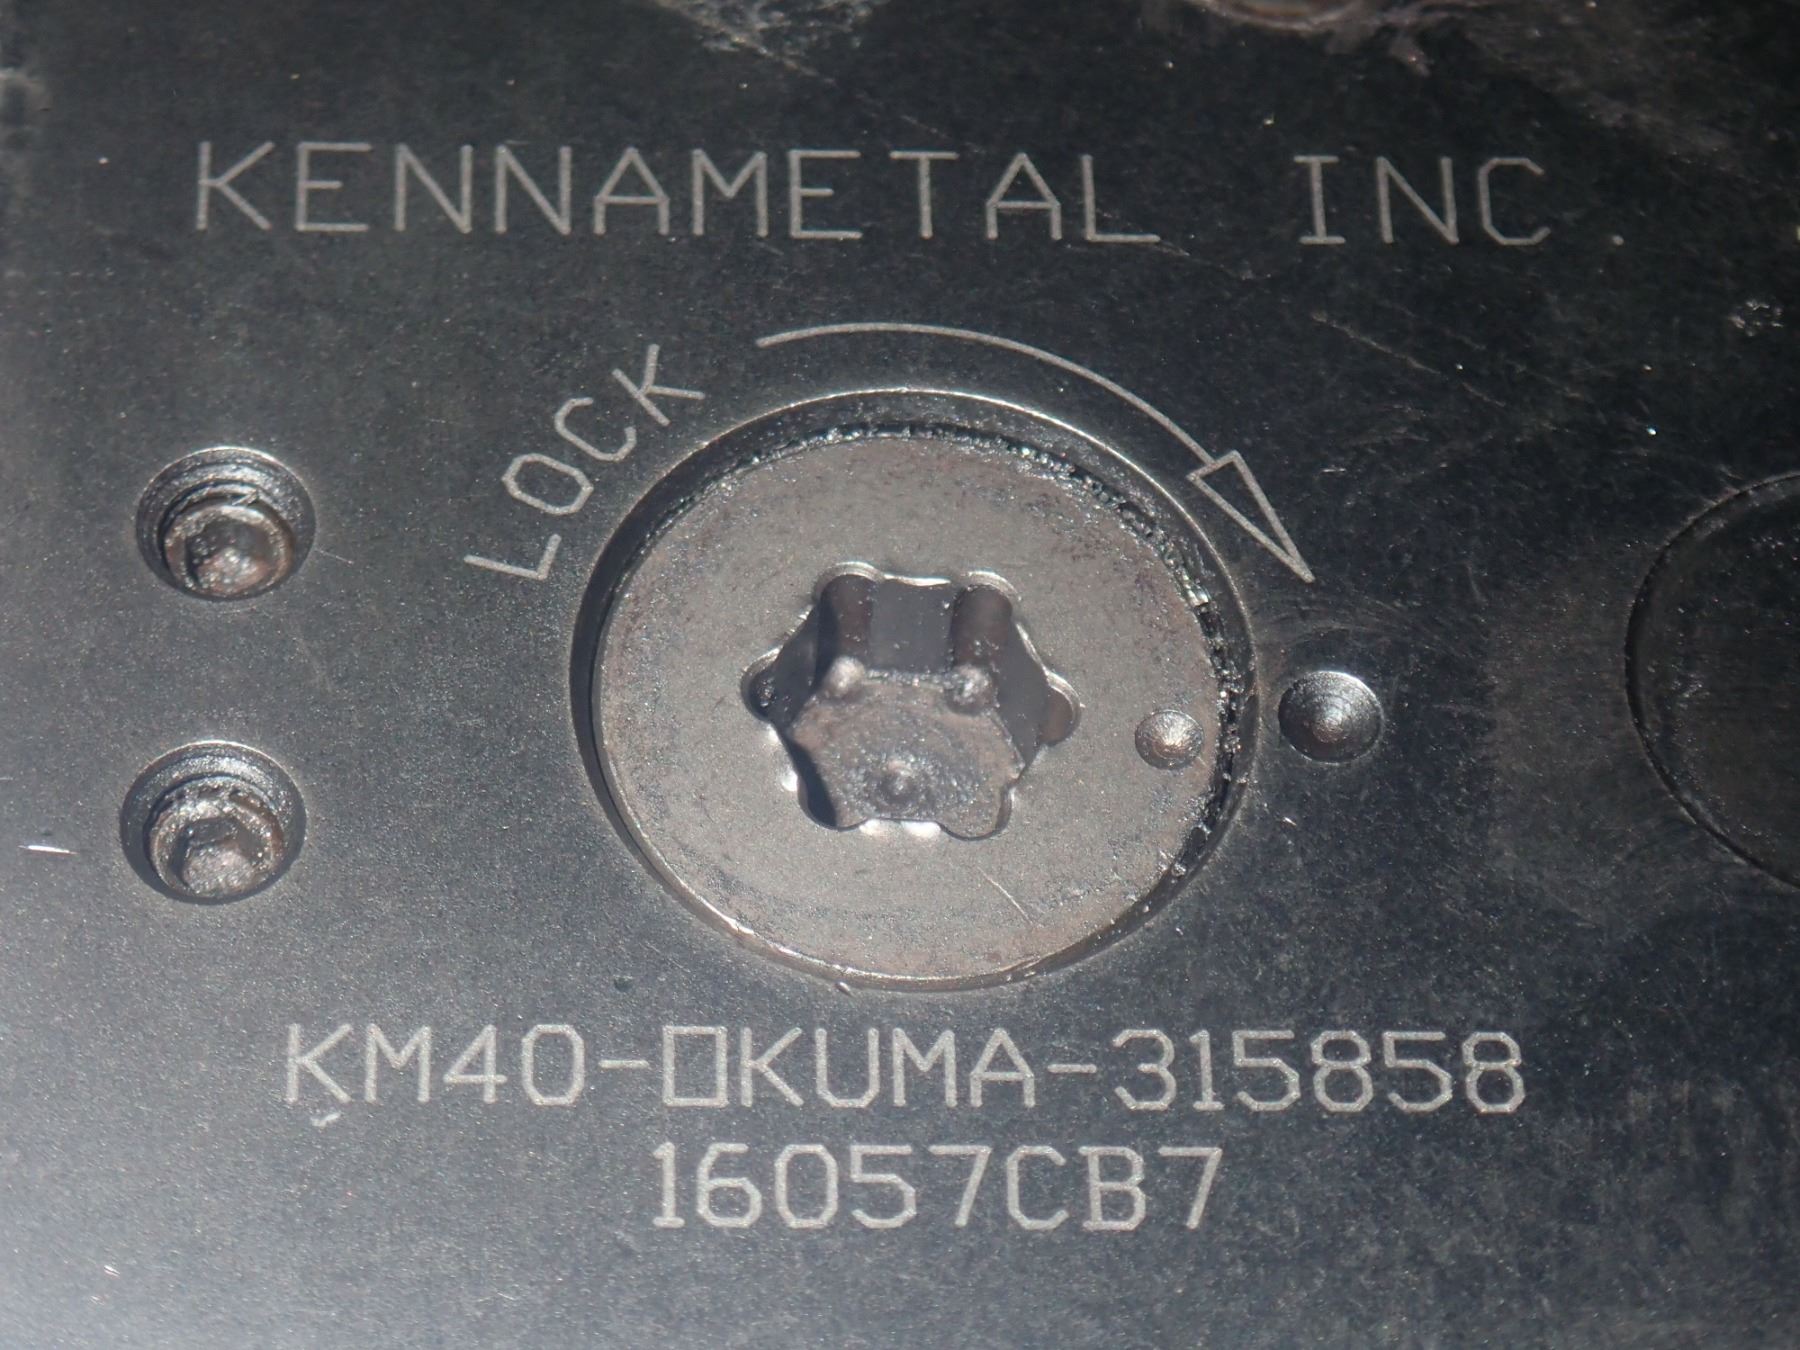 KENNAMETAL INC.
LOCK
KM40-OKUMA-315858
16057CB7